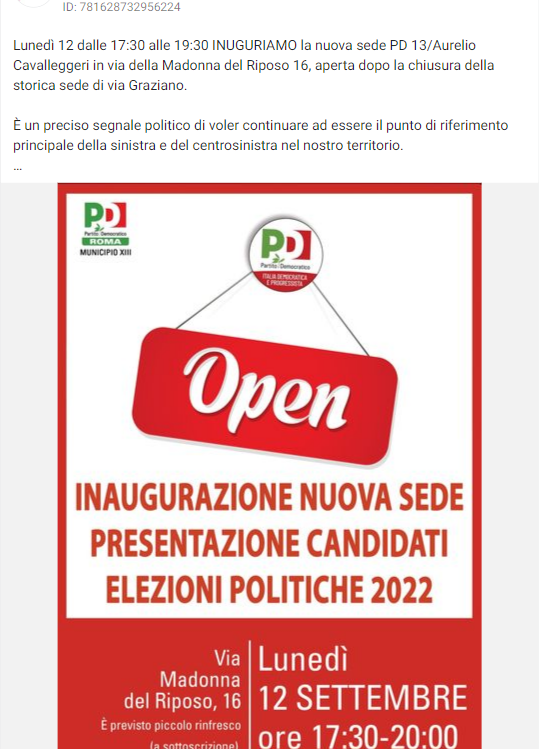 ID: 781628732956224
Lunedì 12 dalle 17:30 alle 19:30 INUGURIAMO la nuova sede PD 13/Aurelio
Cavalleggeri in via della Madonna del Riposo 16, aperta dopo la chiusura della
storica sede di via Graziano.
È un preciso segnale politico di voler continuare ad essere il punto di riferimento
principale della sinistra e del centrosinistra nel nostro territorio.
...
PD
Partito Democratico
ROMA
MUNICIPIO XIII
PD
Partito Democratico
ITALIA DEMOCRATICA
E PROGRESSISTA
Open
INAUGURAZIONE NUOVA SEDE
PRESENTAZIONE CANDIDATI
ELEZIONI POLITICHE 2022
Via
Madonna
del Riposo, 16
È previsto piccolo rinfresco
(a sottoscrizione)
Lunedì
12 SETTEMBRE
ore 17:30-20:00